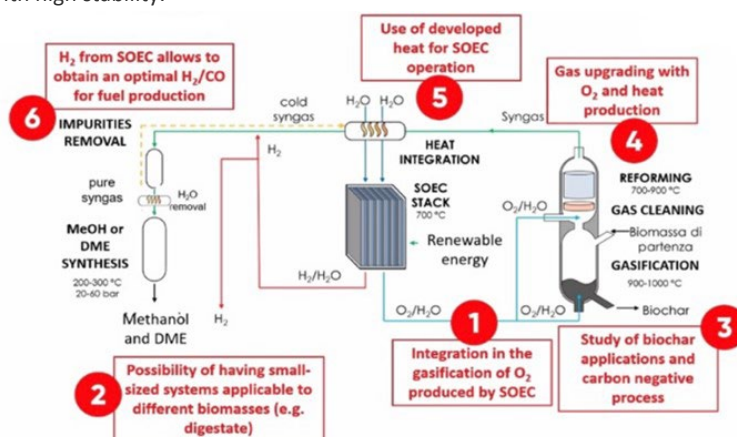 with high stability.
H₂ from SOEC allows to
obtain an optimal H₂/CO
for fuel production
6
Use of developed
heat for SOEC
operation
5
Gas upgrading with
O₂ and heat
production
4
IMPURITIES
REMOVAL
cold
syngas
H₂O H₂O
Syngas
H₂
HEAT
INTEGRATION
pure
syngas
H₂O
removal
SOEC
STACK
700 °C
Renewable
energy
REFORMING
700-900 °C
GAS CLEANING
O₂/H₂O
Biomassa di
partenza
GASIFICATION
900-1000 °C
MeOH or
DME
SYNTHESIS
200-300 °C
20-60 bar
H₂/H₂O
Methanol
and DME
H₂
O₂/H₂O
O₂/H₂O
Biochar
1
Integration in the
gasification of O₂
produced by SOEC
2
Possibility of having small-
sized systems applicable to
different biomasses (e.g.
digestate)
3
Study of biochar
applications and
carbon negative
process